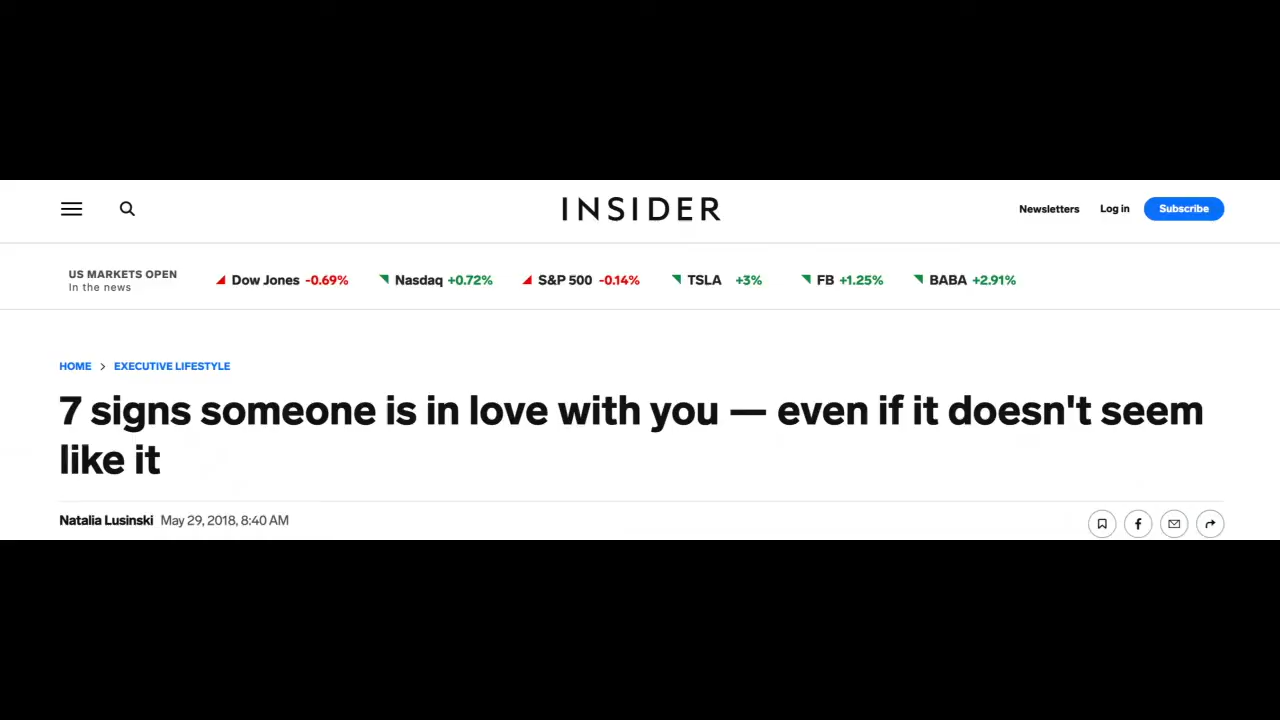 INSIDER
Newsletters Log in Subscribe
US MARKETS OPEN
In the news
Dow Jones -0.69% Nasdaq +0.72% S&P 500 -0.14% TSLA +3% FB +1.25% BABA +2.91%
HOME > EXECUTIVE LIFESTYLE
7 signs someone is in love with you — even if it doesn't seem
like it
Natalia Lusinski May 29, 2018, 8:40 AM